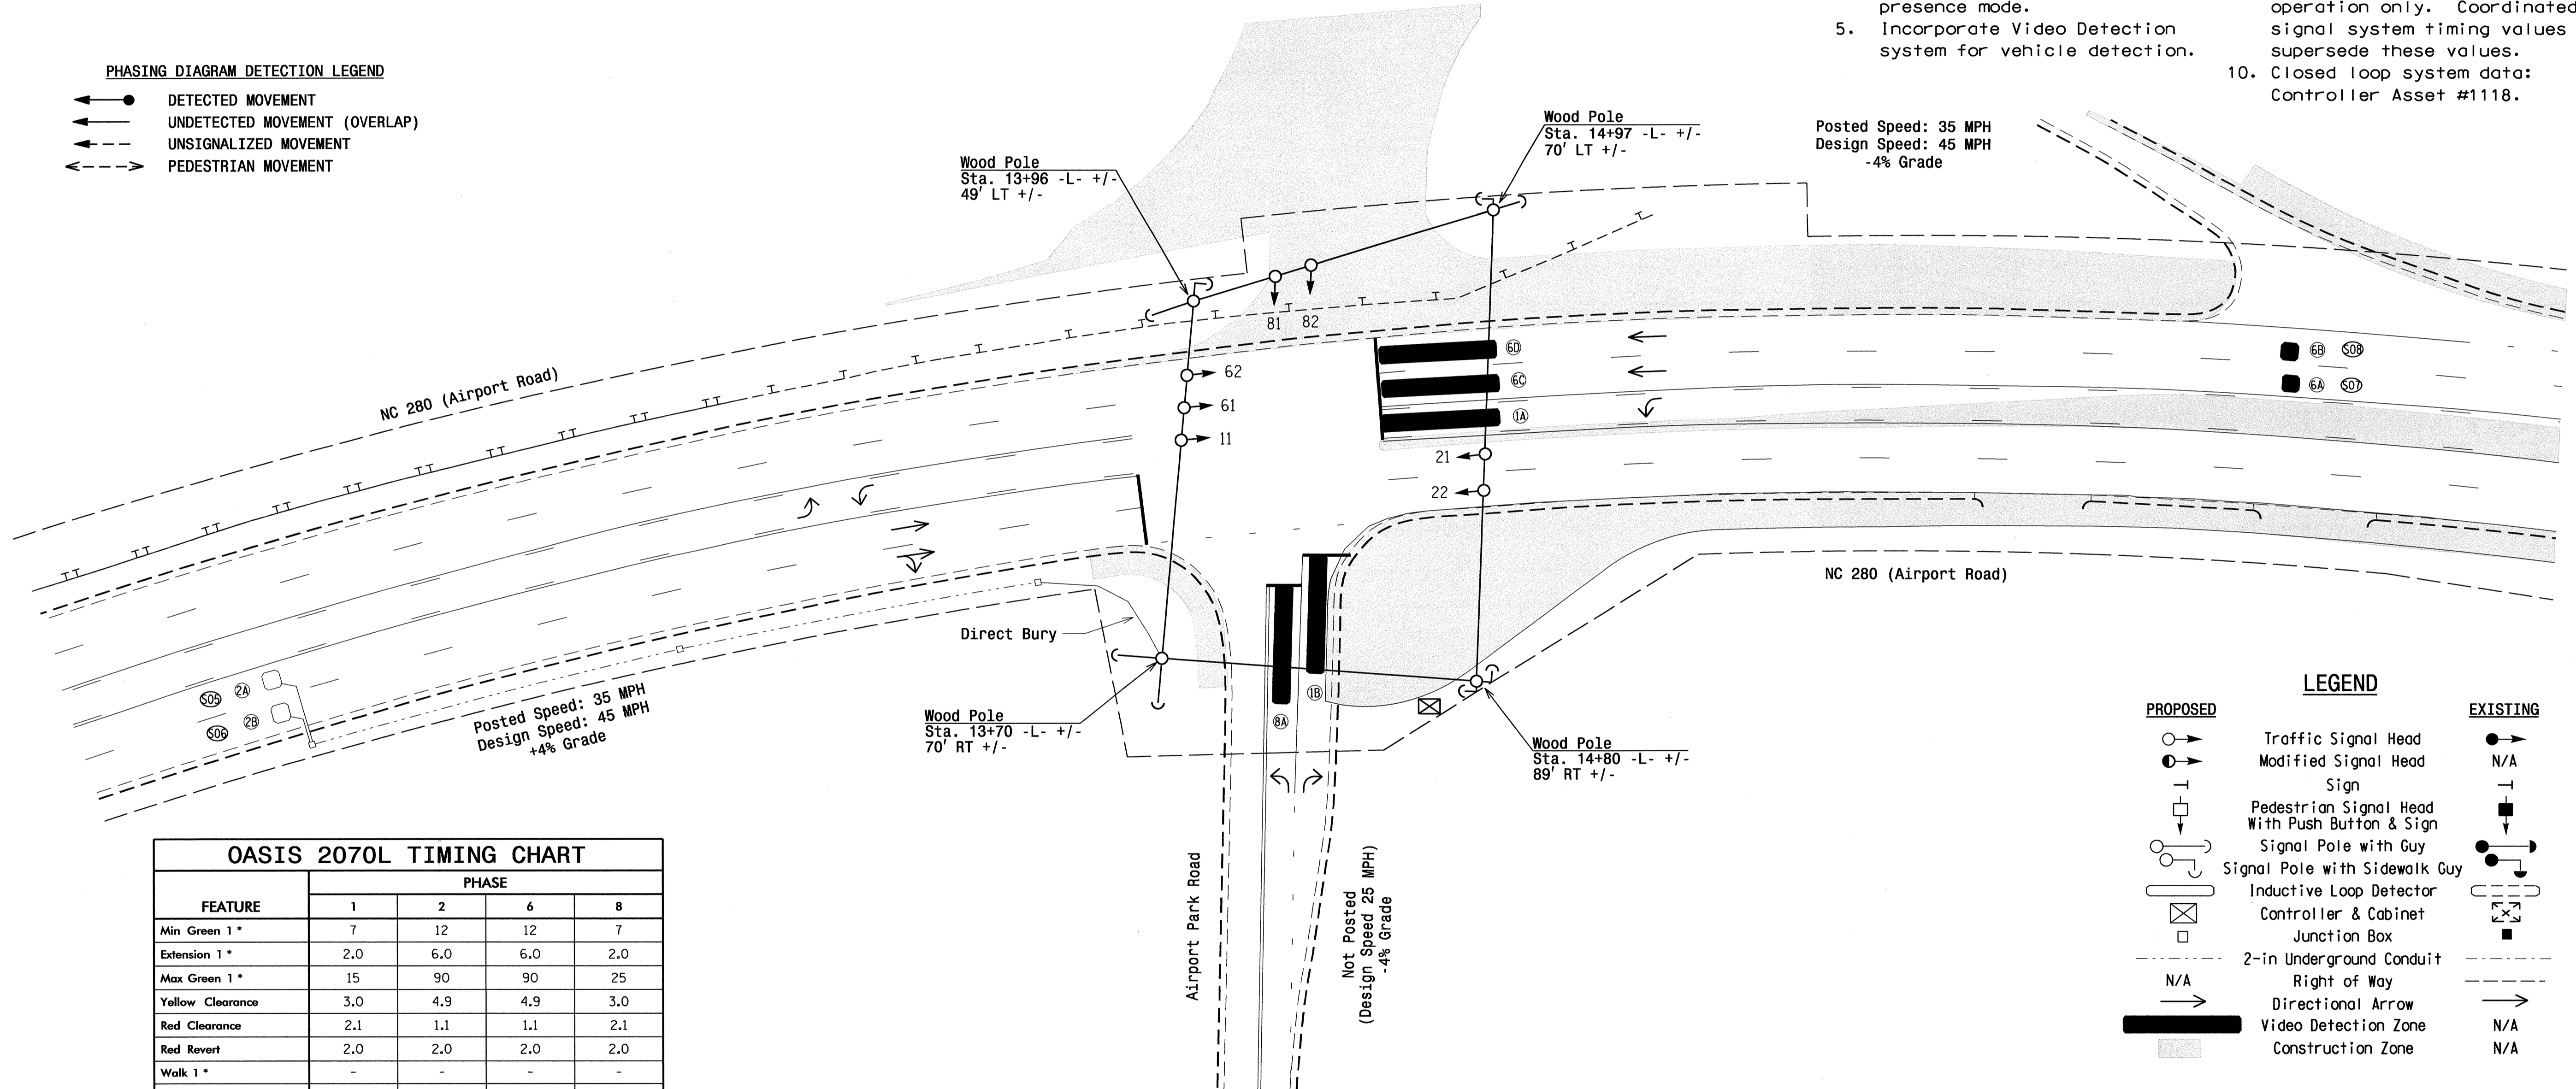 presence mode.
5. Incorporate Video Detection
system for vehicle detection.
operation only. Coordinated
signal system timing values
supersede these values.
10. Closed loop system data:
Controller Asset #1118.
PHASING DIAGRAM DETECTION LEGEND
DETECTED MOVEMENT
UNDETECTED MOVEMENT (OVERLAP)
UNSIGNALIZED MOVEMENT
PEDESTRIAN MOVEMENT
Wood Pole
Sta. 13+96 -L- +/-
49' LT +/-
Wood Pole
Sta. 14+97 -L- +/-
70' LT +/-
Posted Speed: 35 MPH
Design Speed: 45 MPH
-4% Grade
NC 280 (Airport Road)
81 82
62
61
11
6D
6C
1A
6B S08
6A S07
21
22
NC 280 (Airport Road)
Direct Bury
S05 2A
S06 2B
Posted Speed: 35 MPH
Design Speed: 45 MPH
+4% Grade
Wood Pole
Sta. 13+70 -L- +/-
70' RT +/-
8A
1B
Wood Pole
Sta. 14+80 -L- +/-
89' RT +/-
Airport Park Road
Not Posted
(Design Speed 25 MPH)
-4% Grade
OASIS 2070L TIMING CHART
FEATURE PHASE
1 2 6 8
Min Green 1 * 7 12 12 7
Extension 1 * 2.0 6.0 6.0 2.0
Max Green 1 * 15 90 90 25
Yellow Clearance 3.0 4.9 4.9 3.0
Red Clearance 2.1 1.1 1.1 2.1
Red Revert 2.0 2.0 2.0 2.0
Walk 1 * - - - -
LEGEND
PROPOSED EXISTING
Traffic Signal Head
Modified Signal Head N/A
Sign
Pedestrian Signal Head
With Push Button & Sign
Signal Pole with Guy
Signal Pole with Sidewalk Guy
Inductive Loop Detector
Controller & Cabinet
Junction Box
2-in Underground Conduit
N/A Right of Way
Directional Arrow
Video Detection Zone N/A
Construction Zone N/A